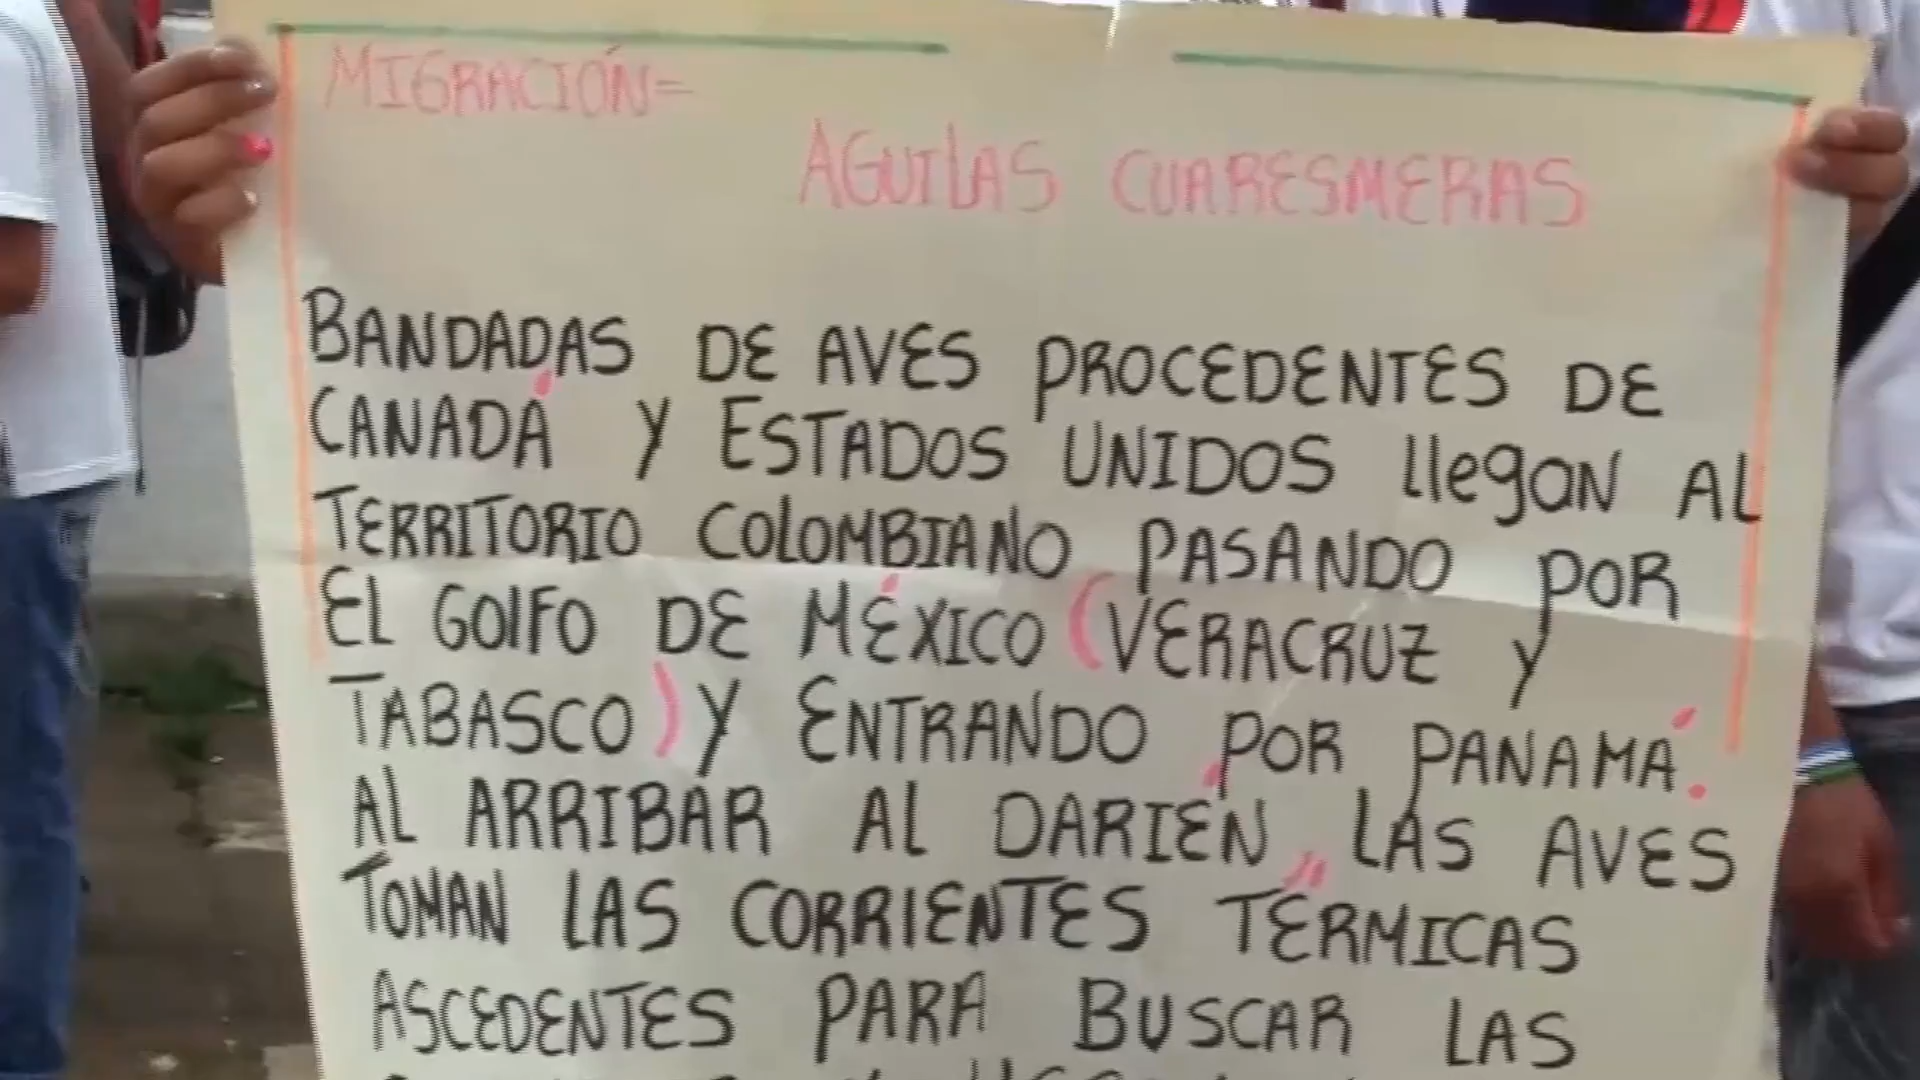 MIGRACIÓN=
AGUILAS CUARESMERAS
BANDADAS DE AVES PROCEDENTES DE
CANADÁ Y ESTADOS UNIDOS llegan AL
TERRITORIO COLOMBIANO PASANDO POR
EL GOLFO DE MÉXICO (VERACRUZ Y
TABASCO) Y ENTRANDO POR PANAMÁ.
AL ARRIBAR AL DARIÉN, LAS AVES
TOMAN LAS CORRIENTES TÉRMICAS
ASCEDENTES PARA BUSCAR LAS